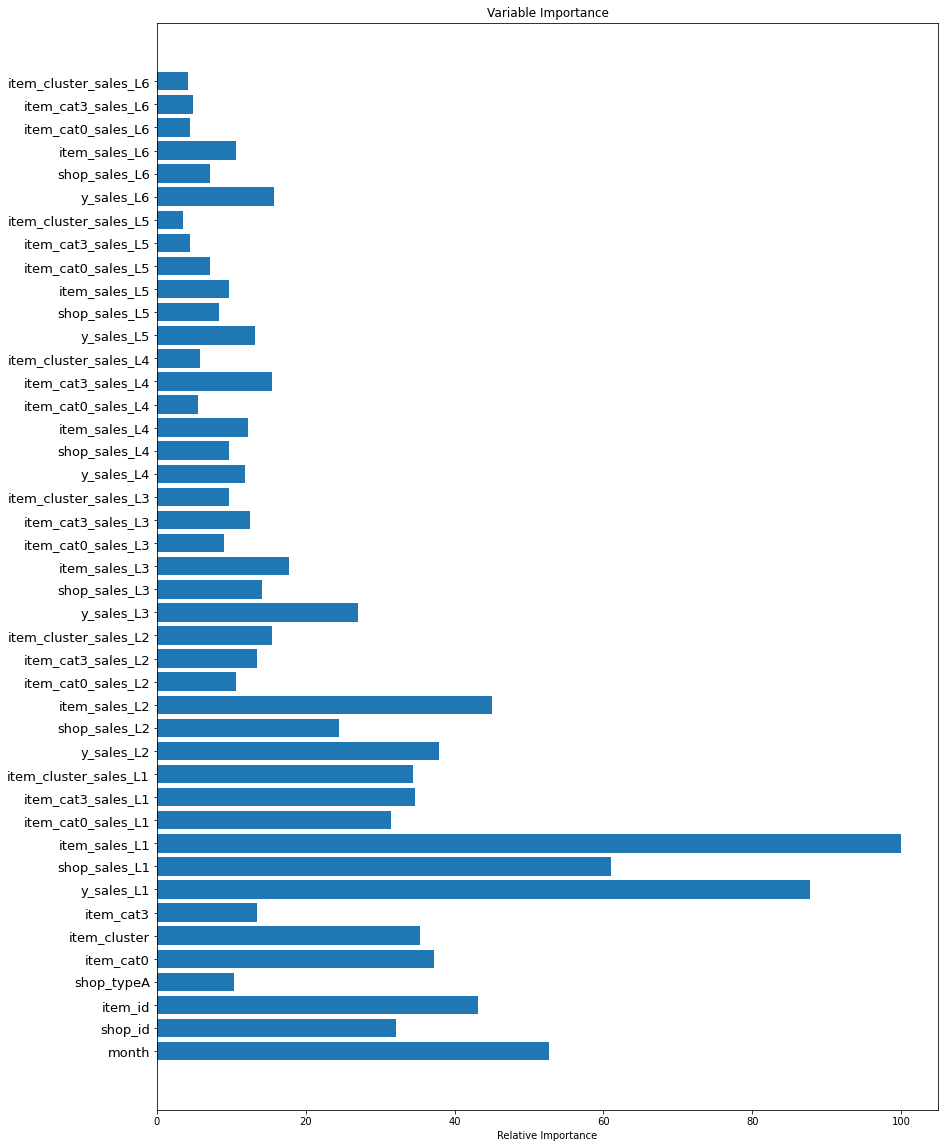 Variable Importance
item_cluster_sales_L6
item_cat3_sales_L6
item_cat0_sales_L6
item_sales_L6
shop_sales_L6
y_sales_L6
item_cluster_sales_L5
item_cat3_sales_L5
item_cat0_sales_L5
item_sales_L5
shop_sales_L5
y_sales_L5
item_cluster_sales_L4
item_cat3_sales_L4
item_cat0_sales_L4
item_sales_L4
shop_sales_L4
y_sales_L4
item_cluster_sales_L3
item_cat3_sales_L3
item_cat0_sales_L3
item_sales_L3
shop_sales_L3
y_sales_L3
item_cluster_sales_L2
item_cat3_sales_L2
item_cat0_sales_L2
item_sales_L2
shop_sales_L2
y_sales_L2
item_cluster_sales_L1
item_cat3_sales_L1
item_cat0_sales_L1
item_sales_L1
shop_sales_L1
y_sales_L1
item_cat3
item_cluster
item_cat0
shop_typeA
item_id
shop_id
month
0 20 40 60 80 100
Relative Importance